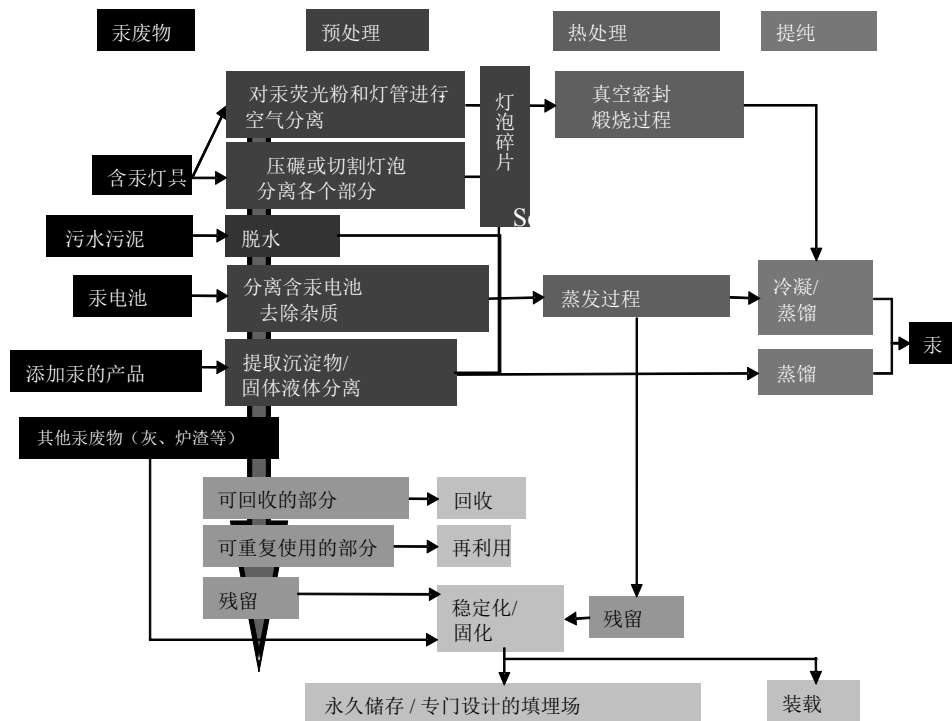 汞废物
预处理
热处理
提纯
对汞荧光粉和灯管进行
空气分离
灯泡碎片
真空密封
煅烧过程
含汞灯具
压碾或切割灯泡
分离各个部分
So
污水污泥
脱水
汞电池
分离含汞电池
去除杂质
蒸发过程
冷凝/
蒸馏
汞
添加汞的产品
提取沉淀物/
固体液体分离
蒸馏
其他汞废物（灰、炉渣等）
可回收的部分
回收
可重复使用的部分
再利用
残留
稳定化/
固化
残留
永久储存 / 专门设计的填埋场
装载